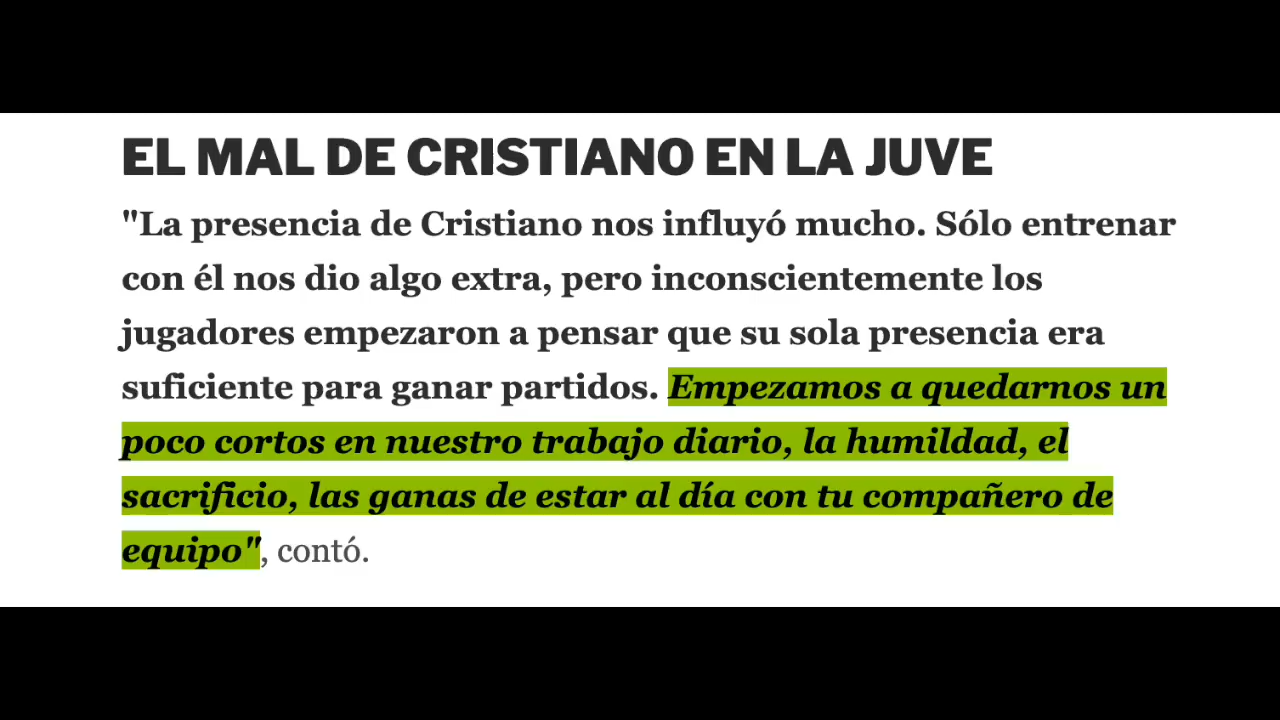 EL MAL DE CRISTIANO EN LA JUVE
"La presencia de Cristiano nos influyó mucho. Sólo entrenar
con él nos dio algo extra, pero inconscientemente los
jugadores empezaron a pensar que su sola presencia era
suficiente para ganar partidos. Empezamos a quedarnos un
poco cortos en nuestro trabajo diario, la humildad, el
sacrificio, las ganas de estar al día con tu compañero de
equipo", contó.